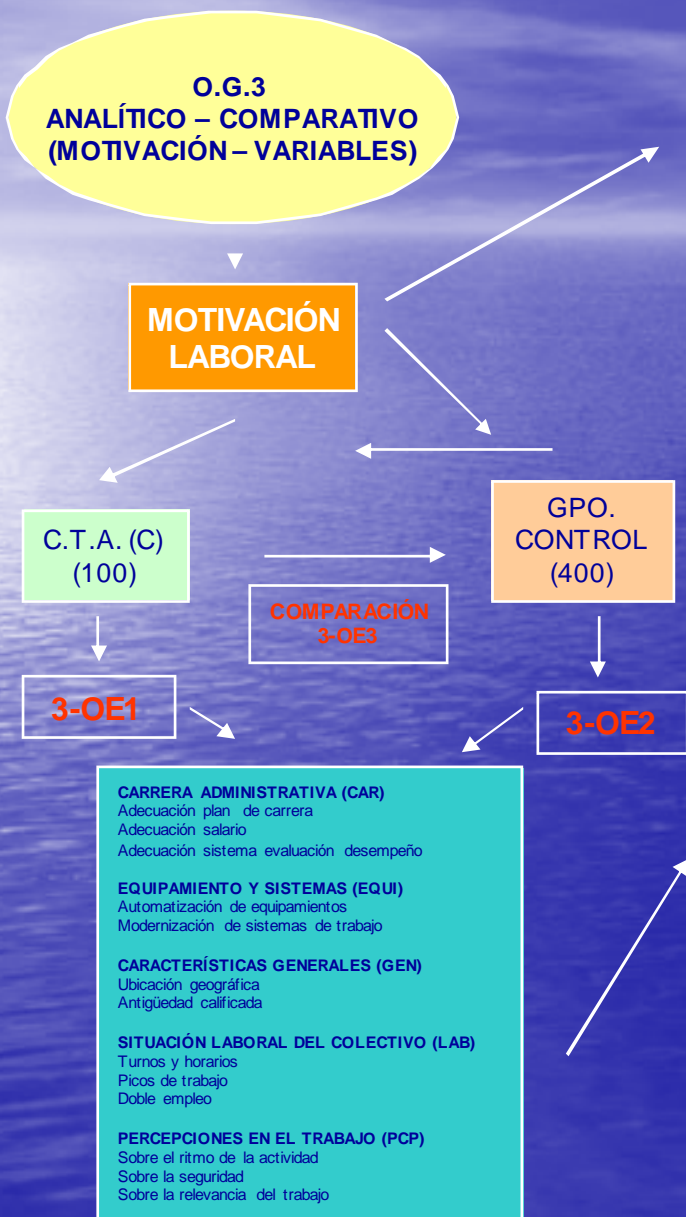 O.G.3
ANALÍTICO – COMPARATIVO
(MOTIVACIÓN – VARIABLES)
MOTIVACIÓN
LABORAL
C.T.A. (C)
(100)
GPO.
CONTROL
(400)
COMPARACIÓN
3-OE3
3-OE1
3-OE2
CARRERA ADMINISTRATIVA (CAR)
Adecuación plan de carrera
Adecuación salario
Adecuación sistema evaluación desempeño
EQUIPAMIENTO Y SISTEMAS (EQUI)
Automatización de equipamientos
Modernización de sistemas de trabajo
CARACTERÍSTICAS GENERALES (GEN)
Ubicación geográfica
Antigüedad calificada
SITUACIÓN LABORAL DEL COLECTIVO (LAB)
Turnos y horarios
Picos de trabajo
Doble empleo
PERCEPCIONES EN EL TRABAJO (PCP)
Sobre el ritmo de la actividad
Sobre la seguridad
Sobre la relevancia del trabajo